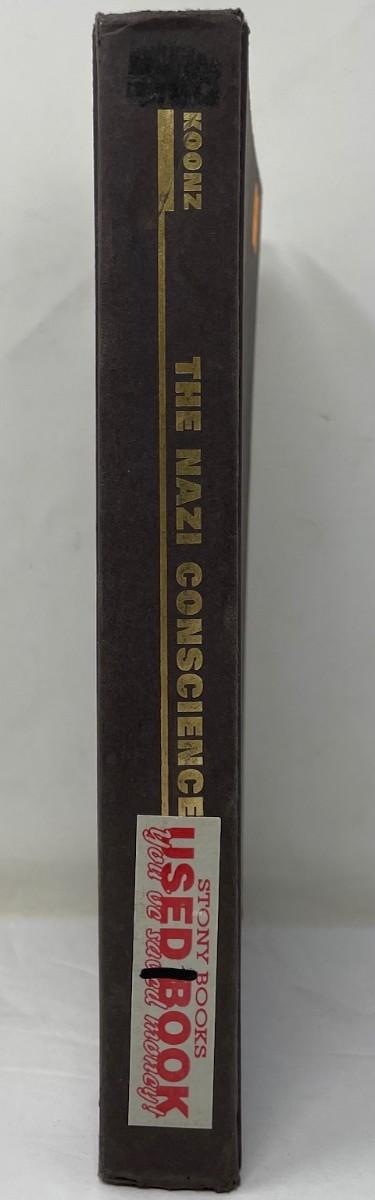 KOONZ
THE NAZI CONSCIENCE
STONY BOOKS
USED BOOK
you've saved money!